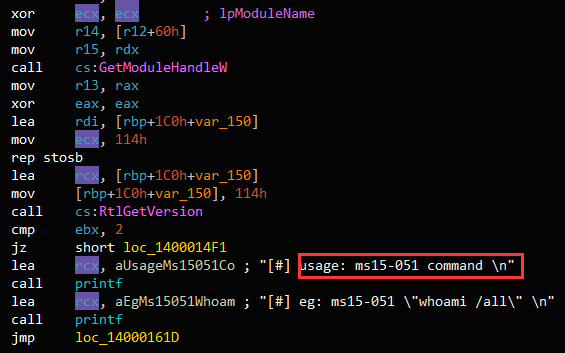 xor ecx, ecx ; lpModuleName
mov r14, [r12+60h]
mov r15, rdx
call cs:GetModuleHandleW
mov r13, rax
xor eax, eax
lea rdi, [rbp+1C0h+var_150]
mov ecx, 114h
rep stosb
lea rcx, [rbp+1C0h+var_150]
mov [rbp+1C0h+var_150], 114h
call cs:RtlGetVersion
cmp ebx, 2
jz short loc_1400014F1
lea rcx, aUsageMs15051Co ; "[#] usage: ms15-051 command \n"
call printf
lea rcx, aEgMs15051Whoam ; "[#] eg: ms15-051 \"whoami /all\" \n"
call printf
jmp loc_14000161D